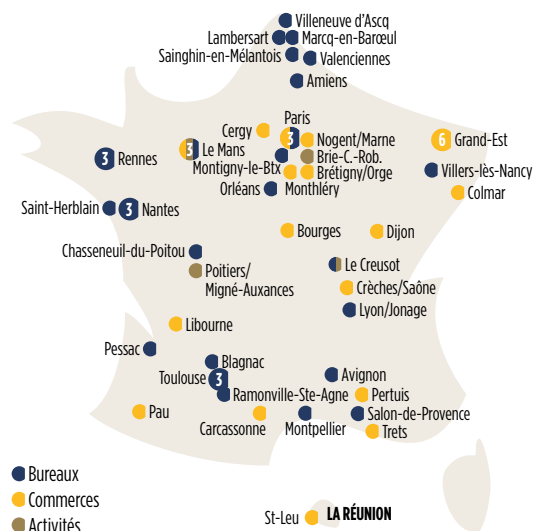 Villeneuve d'Ascq
Lambersart
Marcq-en-Barœul
Sainghin-en-Mélantois
Valenciennes
Amiens
Paris
Cergy
3
Nogent/Marne
6
Grand-Est
3
Le Mans
Brie-C.-Rob.
3
Rennes
Montigny-le-Btx
Brétigny/Orge
Villers-lès-Nancy
Orléans
Monthléry
Colmar
Saint-Herblain
3
Nantes
Bourges
Dijon
Chasseneuil-du-Poitou
Le Creusot
Poitiers/
Migné-Auxances
Crèches/Saône
Lyon/Jonage
Libourne
Pessac
Blagnac
Toulouse
3
Avignon
Ramonville-Ste-Agne
Pertuis
Pau
Carcassonne
Montpellier
Salon-de-Provence
Trets
Bureaux
Commerces
Activités
St-Leu
LA RÉUNION